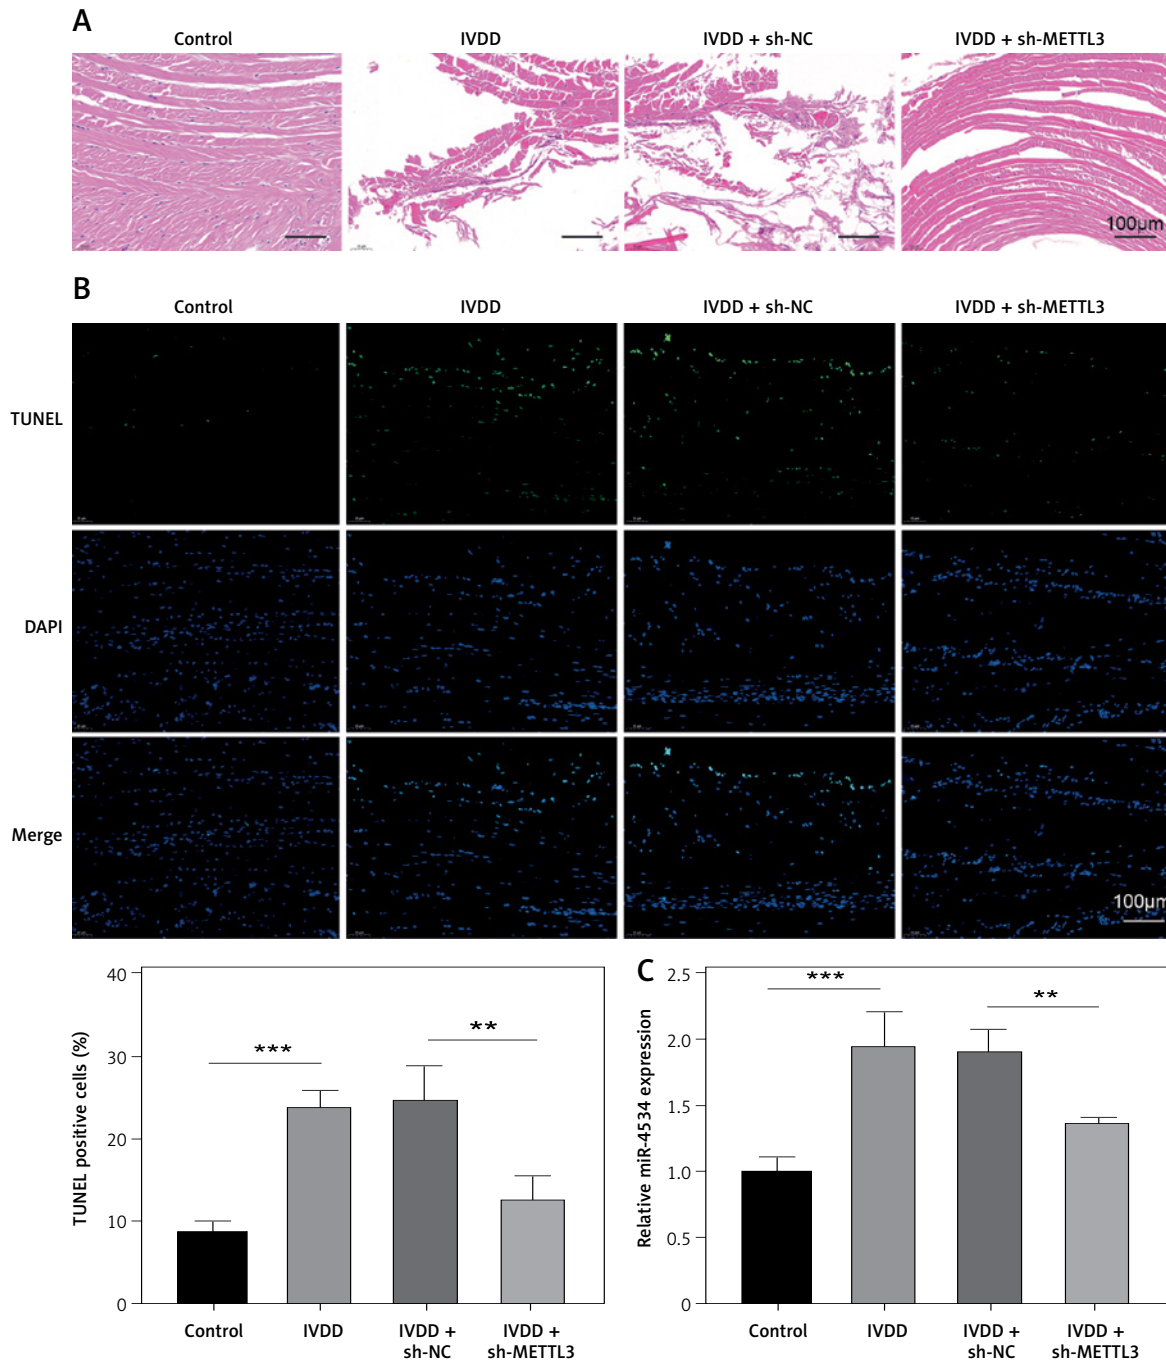 A
Control IVDD IVDD + sh-NC IVDD + sh-METTL3
100µm
B
Control IVDD IVDD + sh-NC IVDD + sh-METTL3
TUNEL
DAPI
Merge
100µm
TUNEL positive cells (%)
40
30
20
10
0
***
**
Control IVDD IVDD + sh-NC IVDD + sh-METTL3
C
Relative miR-4534 expression
2.5
2.0
1.5
1.0
0.5
0
***
**
Control IVDD IVDD + sh-NC IVDD + sh-METTL3